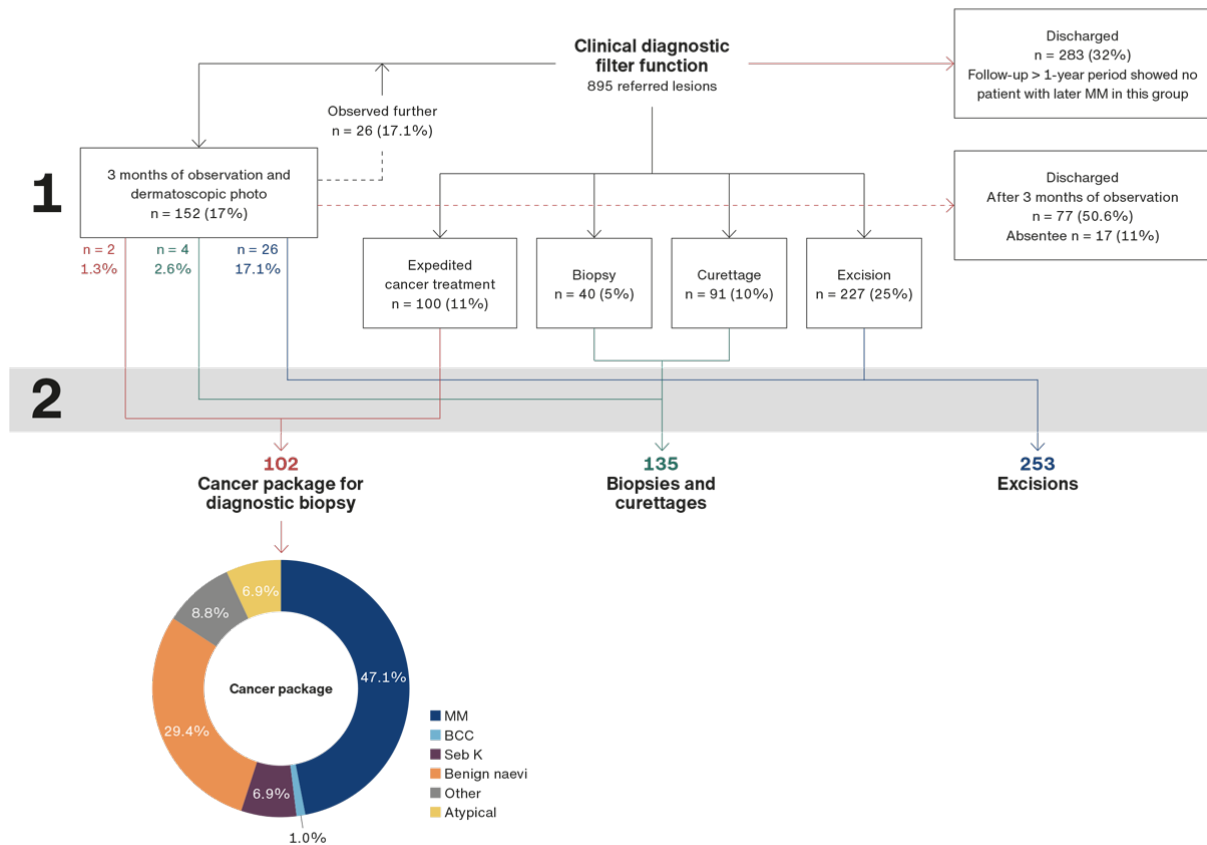 Clinical diagnostic
filter function
895 referred lesions
Discharged
n = 283 (32%)
Follow-up > 1-year period showed no
patient with later MM in this group
Observed further
n = 26 (17.1%)
1
3 months of observation and
dermatoscopic photo
n = 152 (17%)
Discharged
After 3 months of observation
n = 77 (50.6%)
Absentee n = 17 (11%)
n = 2
1.3%
n = 4
2.6%
n = 26
17.1%
Expedited
cancer treatment
n = 100 (11%)
Biopsy
n = 40 (5%)
Curettage
n = 91 (10%)
Excision
n = 227 (25%)
2
102
Cancer package for
diagnostic biopsy
135
Biopsies and
curettages
253
Excisions
6.9%
8.8%
47.1%
Cancer package
29.4%
6.9%
1.0%
MM
BCC
Seb K
Benign naevi
Other
Atypical